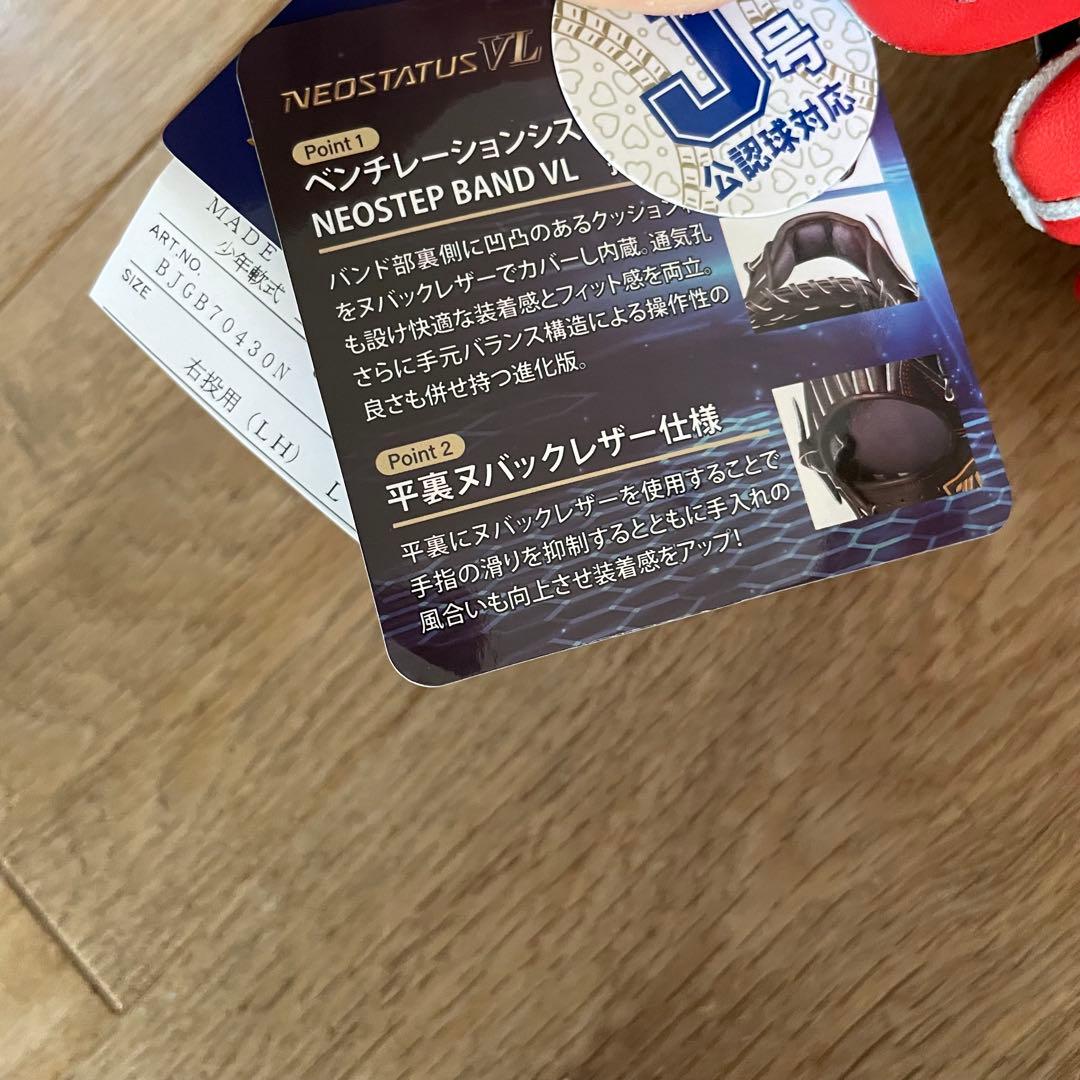 NEOSTATUS VL
Point 1
ベンチレーションシス
NEOSTEP BAND VL
バンド部裏側に凹凸のあるクッション
をヌバックレザーでカバーし内蔵。通気孔
も設け快適な装着感とフィット感を両立。
さらに手元バランス構造による操作性の
良さも併せ持つ進化版。
Point 2
平裏ヌバックレザー仕様
平裏にヌバックレザーを使用することで
手指の滑りを抑制するとともに手入れの
風合いも向上させ装着感をアップ!
J号
公認球対応
MADE
少年軟式
ART.NO.
BJGB70430N
SIZE
右投用(LH) L